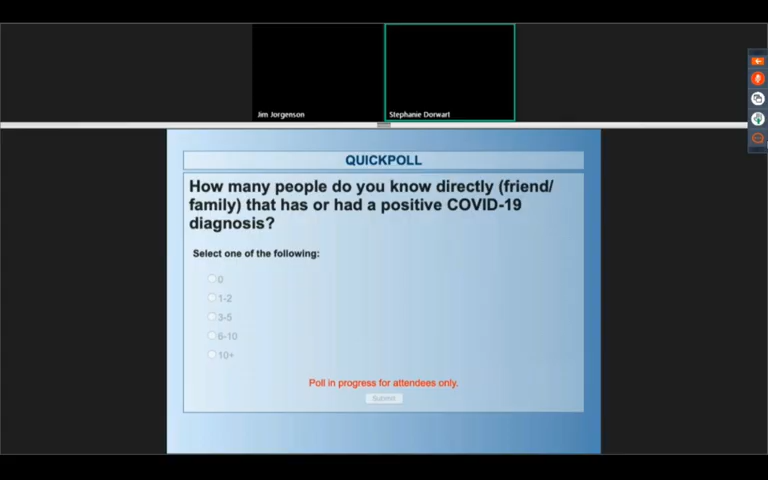 Jim Jorgenson
Stephanie Dorwart
QUICKPOLL
How many people do you know directly (friend/
family) that has or had a positive COVID-19
diagnosis?
Select one of the following:
0
1-2
3-5
6-10
10+
Poll in progress for attendees only.
Submit